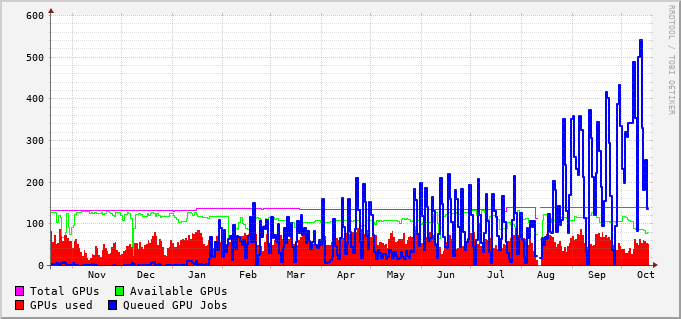 600
500
400
300
200
100
0
Nov Dec Jan Feb Mar Apr May Jun Jul Aug Sep Oct
Total GPUs Available GPUs
GPUs used Queued GPU Jobs
RRDTOOL / TOBI OETIKER